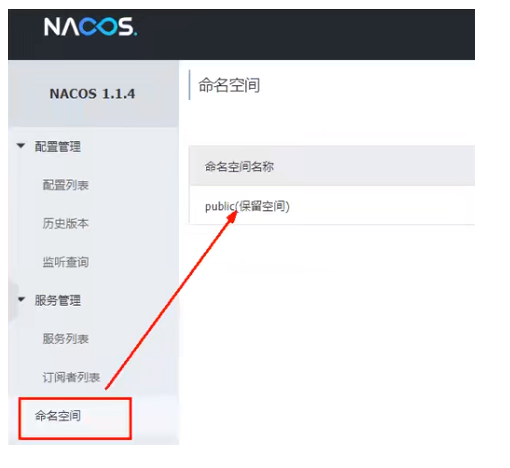 NACOS.
NACOS 1.1.4
配置管理
配置列表
历史版本
监听查询
服务管理
服务列表
订阅者列表
命名空间
命名空间
命名空间名称
public(保留空间)